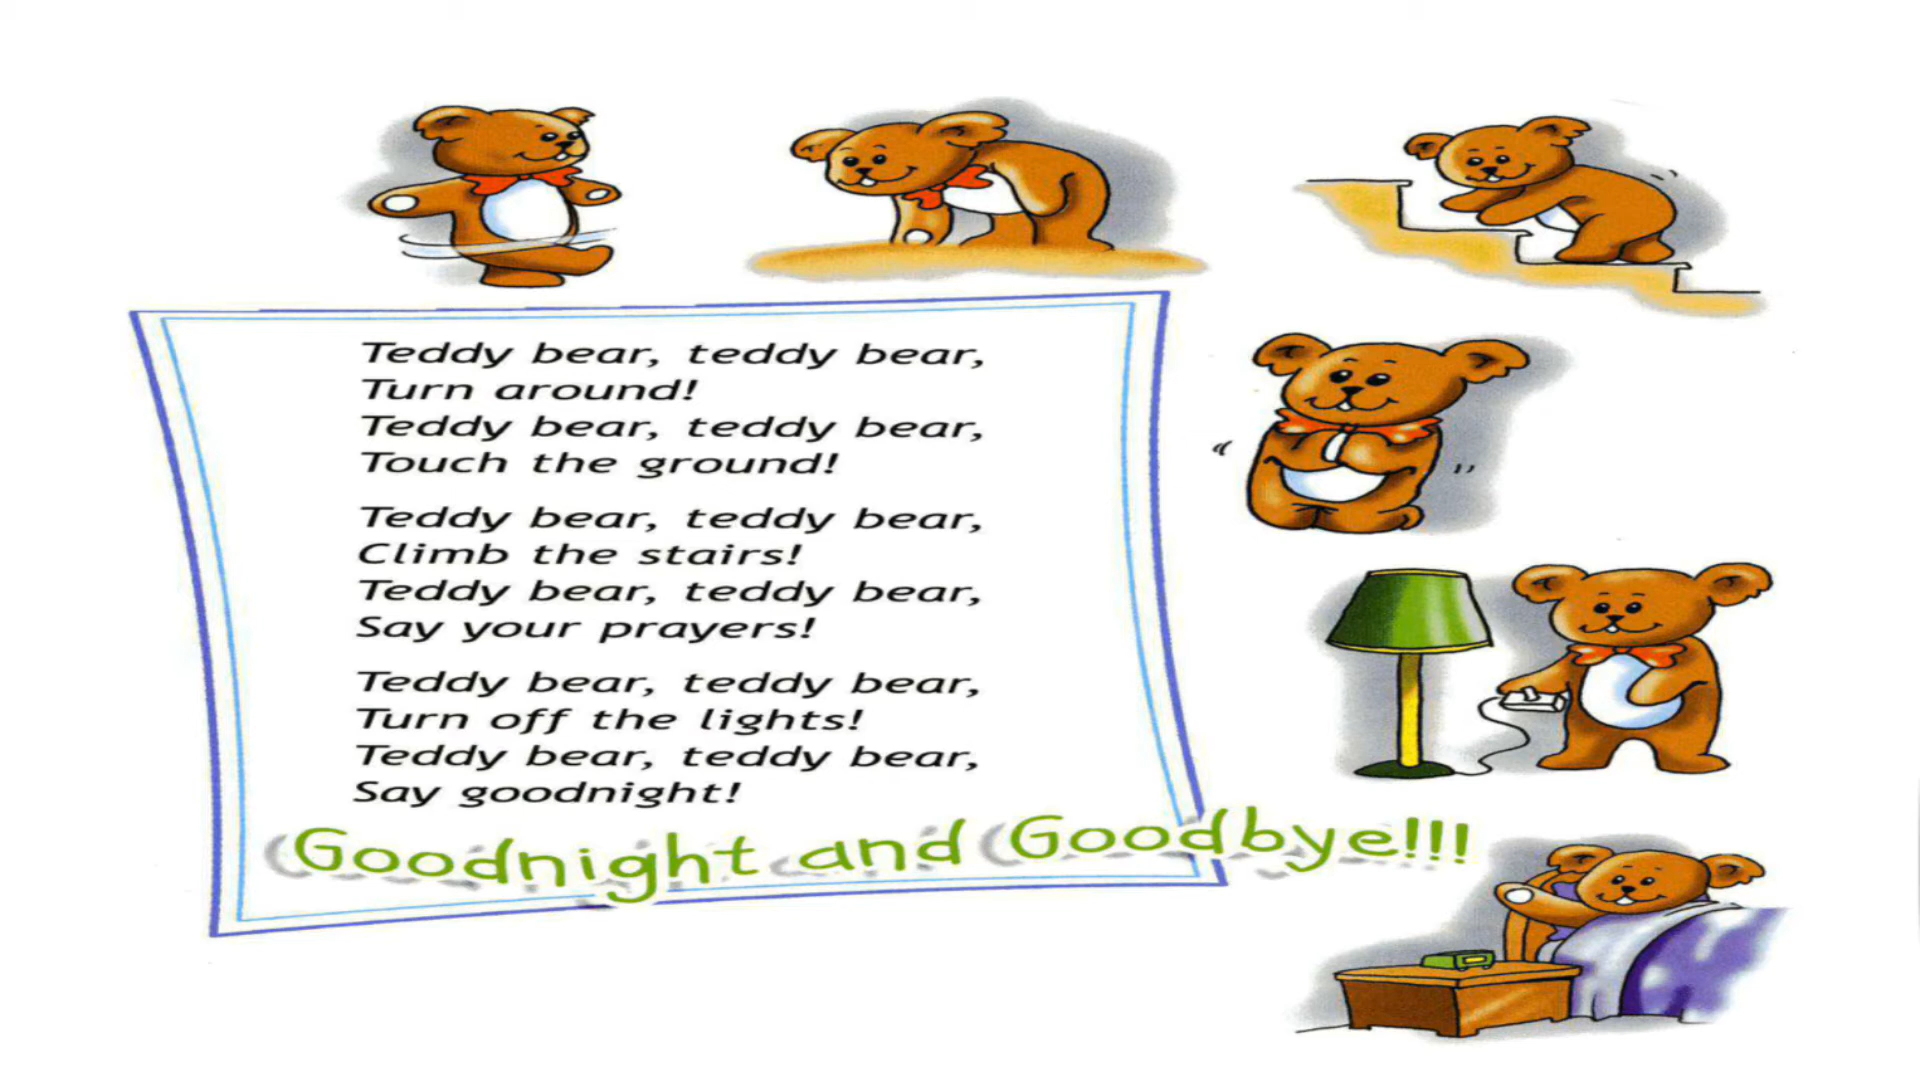 Teddy bear, teddy bear,
Turn around!
Teddy bear, teddy bear,
Touch the ground!
Teddy bear, teddy bear,
Climb the stairs!
Teddy bear, teddy bear,
Say your prayers!
Teddy bear, teddy bear,
Turn off the lights!
Teddy bear, teddy bear,
Say goodnight!
Goodnight and Goodbye!!!